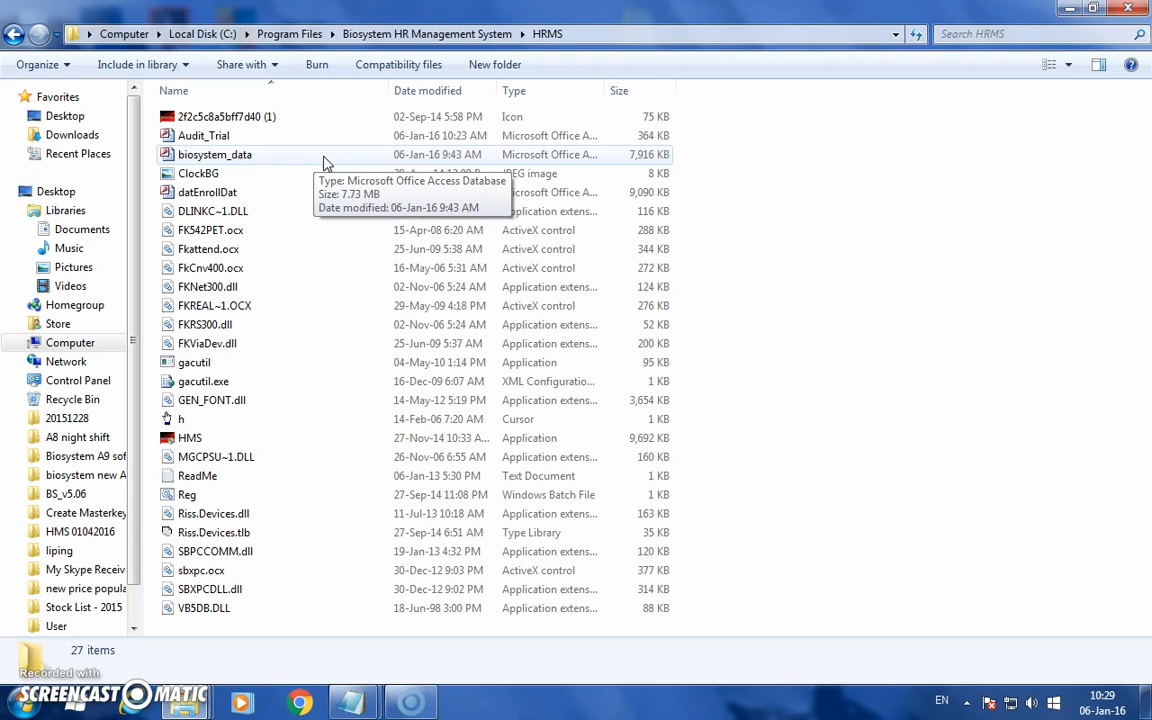 Computer Local Disk (C:) Program Files Biosystem HR Management System HRMS Search HRMS
Organize Include in library Share with Burn Compatibility files New folder
Name Date modified Type Size
Favorites
Desktop
Downloads
Recent Places
Desktop
Libraries
Documents
Music
Pictures
Videos
Homegroup
Store
Computer
Network
Control Panel
Recycle Bin
20151228
A8 night shift
Biosystem A9 sof
biosystem new A
BS_v5.06
Create Masterkey
HMS 01042016
liping
My Skype Receiv
new price popula
Stock List - 2015
User
2f2c5c8a5bff7d40 (1) 02-Sep-14 5:58 PM Icon 75 KB
Audit_Trial 06-Jan-16 10:23 AM Microsoft Office A... 364 KB
biosystem_data 06-Jan-16 9:43 AM Microsoft Office A... 7,916 KB
ClockBG JPEG image 8 KB
Type: Microsoft Office Access Database
Size: 7.73 MB
Date modified: 06-Jan-16 9:43 AM
datEnrollDat Microsoft Office A... 9,090 KB
DLINKC~1.DLL Application extens... 116 KB
FK542PET.ocx 15-Apr-08 6:20 AM ActiveX control 288 KB
Fkattend.ocx 25-Jun-09 5:38 AM ActiveX control 344 KB
FkCnv400.ocx 16-May-06 5:31 AM ActiveX control 272 KB
FKNet300.dll 02-Nov-06 5:24 AM Application extens... 124 KB
FKREAL~1.OCX 29-May-09 4:18 PM ActiveX control 276 KB
FKRS300.dll 02-Nov-06 5:24 AM Application extens... 52 KB
FKViaDev.dll 25-Jun-09 5:37 AM Application extens... 200 KB
gacutil 04-May-10 1:14 PM Application 95 KB
gacutil.exe 16-Dec-09 6:07 AM XML Configuratio... 1 KB
GEN_FONT.dll 14-May-12 5:19 PM Application extens... 3,654 KB
h 14-Feb-06 7:20 AM Cursor 1 KB
HMS 27-Nov-14 10:33 A... Application 9,692 KB
MGCPSU~1.DLL 26-Nov-06 6:55 AM Application extens... 160 KB
ReadMe 06-Jan-13 5:30 PM Text Document 1 KB
Reg 27-Sep-14 11:08 PM Windows Batch File 1 KB
Riss.Devices.dll 11-Jul-13 10:18 AM Application extens... 163 KB
Riss.Devices.tlb 27-Sep-14 6:51 AM Type Library 35 KB
SBPCCOMM.dll 19-Jan-13 4:32 PM Application extens... 120 KB
sbxpc.ocx 30-Dec-12 9:03 PM ActiveX control 377 KB
SBXPCDLL.dll 30-Dec-12 9:02 PM Application extens... 314 KB
VB5DB.DLL 18-Jun-98 3:00 PM Application extens... 88 KB
27 items
Recorded with
SCREENCAST MATIC
EN
10:29
06-Jan-16